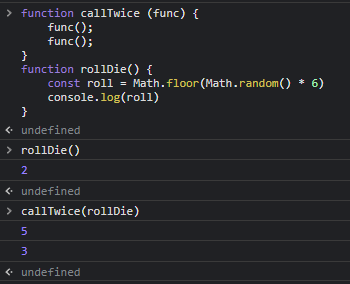 > function callTwice (func) {
    func();
    func();
}
function rollDie() {
    const roll = Math.floor(Math.random() * 6)
    console.log(roll)
}
undefined
> rollDie()
2
undefined
> callTwice(rollDie)
5
3
undefined